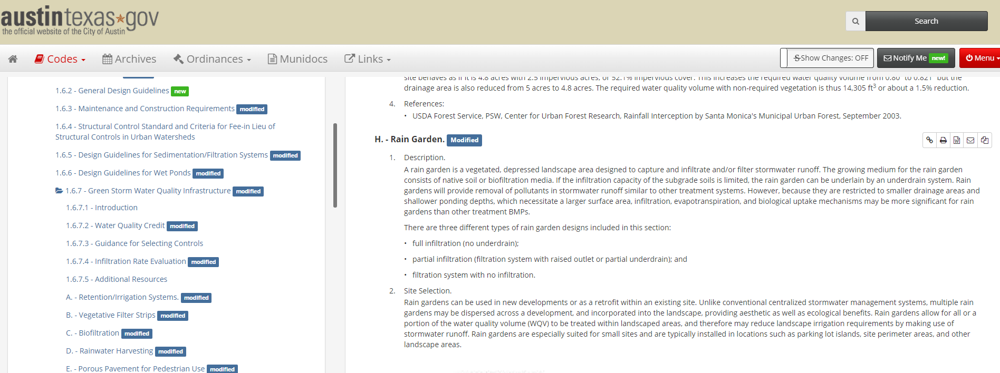 austintexas gov
the official website of the City of Austin
Search
Codes
Archives
Ordinances
Munidocs
Links
S Show Changes: OFF
Notify Me new!
Menu
1.6.2 - General Design Guidelines new
1.6.3 - Maintenance and Construction Requirements modified
1.6.4 - Structural Control Standard and Criteria for Fee-in Lieu of
Structural Controls in Urban Watersheds
1.6.5 - Design Guidelines for Sedimentation/Filtration Systems modified
1.6.6 - Design Guidelines for Wet Ponds modified
1.6.7 - Green Storm Water Quality Infrastructure modified
1.6.7.1 - Introduction
1.6.7.2 - Water Quality Credit modified
1.6.7.3 - Guidance for Selecting Controls
1.6.7.4 - Infiltration Rate Evaluation modified
1.6.7.5 - Additional Resources
A. - Retention/Irrigation Systems. modified
B. - Vegetative Filter Strips modified
C. - Biofiltration modified
D. - Rainwater Harvesting modified
E. - Porous Pavement for Pedestrian Use modified
site behaves as if it is 4.8 acres with 2.5 impervious acres, or 52.1% impervious cover. This increases the required water quality volume from 0.80" to 0.821" but the
drainage area is also reduced from 5 acres to 4.8 acres. The required water quality volume with non-required vegetation is thus 14,305 ft³ or about a 1.5% reduction.
4. References:
• USDA Forest Service, PSW, Center for Urban Forest Research, Rainfall Interception by Santa Monica's Municipal Urban Forest, September 2003.
H. - Rain Garden. Modified
1. Description.
A rain garden is a vegetated, depressed landscape area designed to capture and infiltrate and/or filter stormwater runoff. The growing medium for the rain garden
consists of native soil or biofiltration media. If the infiltration capacity of the subgrade soils is limited, the rain garden can be underlain by an underdrain system. Rain
gardens will provide removal of pollutants in stormwater runoff similar to other treatment systems. However, because they are restricted to smaller drainage areas and
shallower ponding depths, which necessitate a larger surface area, infiltration, evapotranspiration, and biological uptake mechanisms may be more significant for rain
gardens than other treatment BMPs.
There are three different types of rain garden designs included in this section:
• full infiltration (no underdrain);
• partial infiltration (filtration system with raised outlet or partial underdrain); and
• filtration system with no infiltration.
2. Site Selection.
Rain gardens can be used in new developments or as a retrofit within an existing site. Unlike conventional centralized stormwater management systems, multiple rain
gardens may be dispersed across a development, and incorporated into the landscape, providing aesthetic as well as ecological benefits. Rain gardens allow for all or a
portion of the water quality volume (WQV) to be treated within landscaped areas, and therefore may reduce landscape irrigation requirements by making use of
stormwater runoff. Rain gardens are especially suited for small sites and are typically installed in locations such as parking lot islands, site perimeter areas, and other
landscape areas.